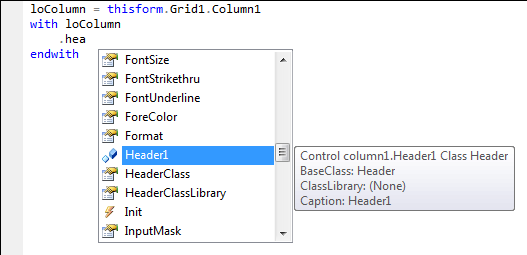 loColumn = thisform.Grid1.Column1
with loColumn
.hea
endwith
FontSize
FontStrikethru
FontUnderline
ForeColor
Format
Header1
HeaderClass
HeaderClassLibrary
Init
InputMask
Control column1.Header1 Class Header
BaseClass: Header
ClassLibrary: (None)
Caption: Header1